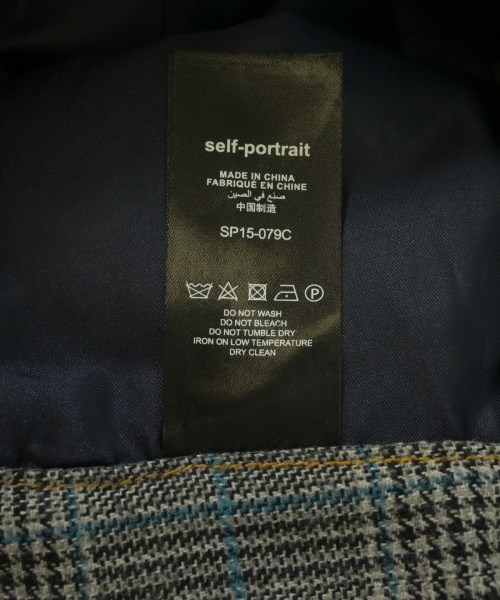 self-portrait
MADE IN CHINA
FABRIQUÉ EN CHINE
صنع في الصين
中国制造
SP15-079C
P
DO NOT WASH
DO NOT BLEACH
DO NOT TUMBLE DRY
IRON ON LOW TEMPERATURE
DRY CLEAN